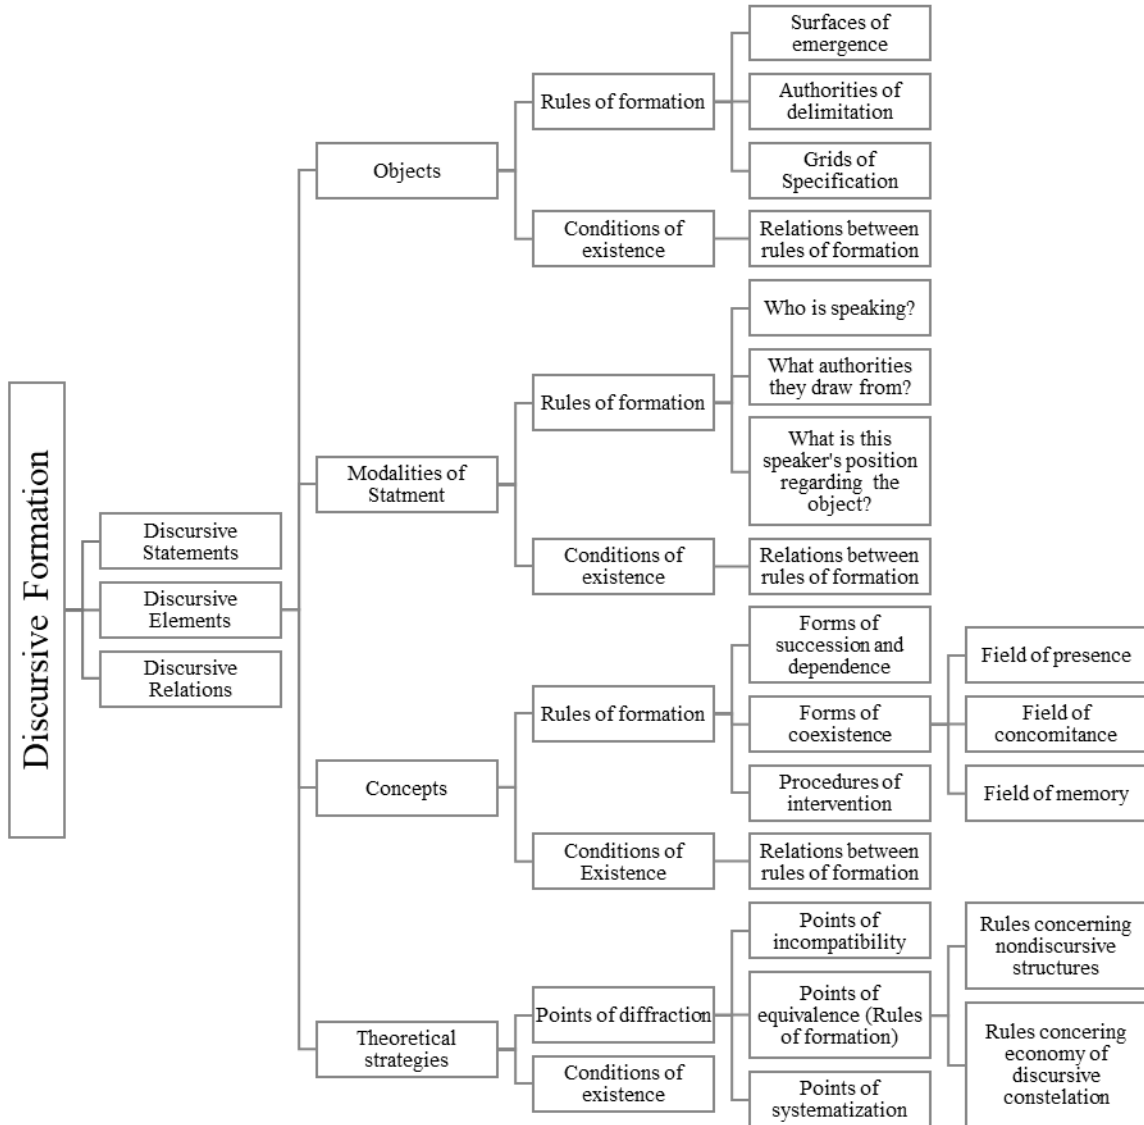 Discursive Formation
Discursive
Statements
Discursive
Elements
Discursive
Relations
Objects
Rules of formation
Surfaces of
emergence
Authorities of
delimitation
Grids of
Specification
Conditions of
existence
Relations between
rules of formation
Modalities of
Statment
Rules of formation
Who is speaking?
What authorities
they draw from?
What is this
speaker's position
regarding the
object?
Conditions of
existence
Relations between
rules of formation
Concepts
Rules of formation
Forms of
succession and
dependence
Forms of
coexistence
Field of presence
Field of
concomitance
Field of memory
Procedures of
intervention
Conditions of
Existence
Relations between
rules of formation
Theoretical
strategies
Points of diffraction
Points of
incompatibility
Points of
equivalence (Rules
of formation)
Rules concerning
nondiscursive
structures
Rules concering
economy of
discursive
constelation
Points of
systematization
Conditions of
existence